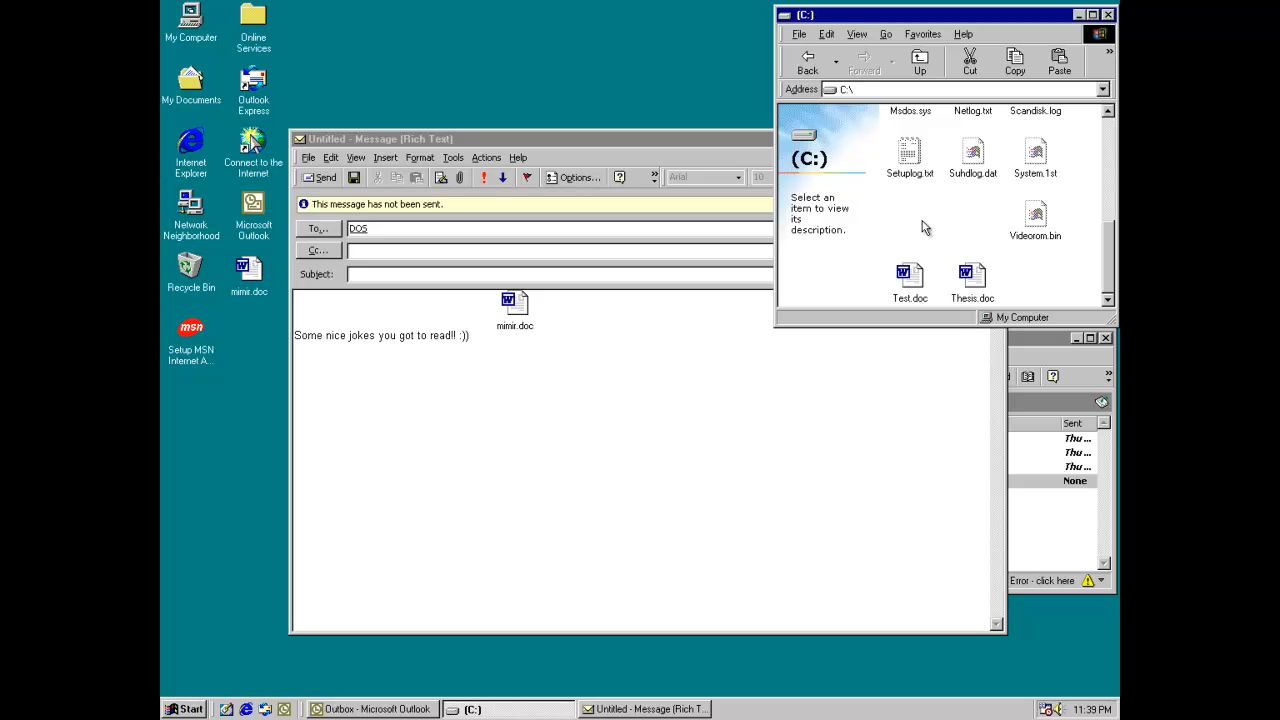 My Computer
Online
Services
My Documents
Outlook
Express
Internet
Explorer
Connect to the
Internet
Network
Neighborhood
Microsoft
Outlook
Recycle Bin
mimir.doc
msn
Setup MSN
Internet A...
Untitled - Message (Rich Text)
File Edit View Insert Format Tools Actions Help
Send Options... Arial 10
This message has not been sent.
To... DOS
Cc...
Subject:
mimir.doc
Some nice jokes you got to read!! :))
(C:)
File Edit View Go Favorites Help
Back Forward Up Cut Copy Paste
Address C:\
(C:)
Select an
item to view
its
description.
Msdos.sys Netlog.txt Scandisk.log
Setuplog.txt Suhdlog.dat System.1st
Videorom.bin
Test.doc Thesis.doc
My Computer
Sent
Thu ...
Thu ...
Thu ...
None
Error - click here
Start Outbox - Microsoft Outlook (C:) Untitled - Message (Rich T... 11:39 PM